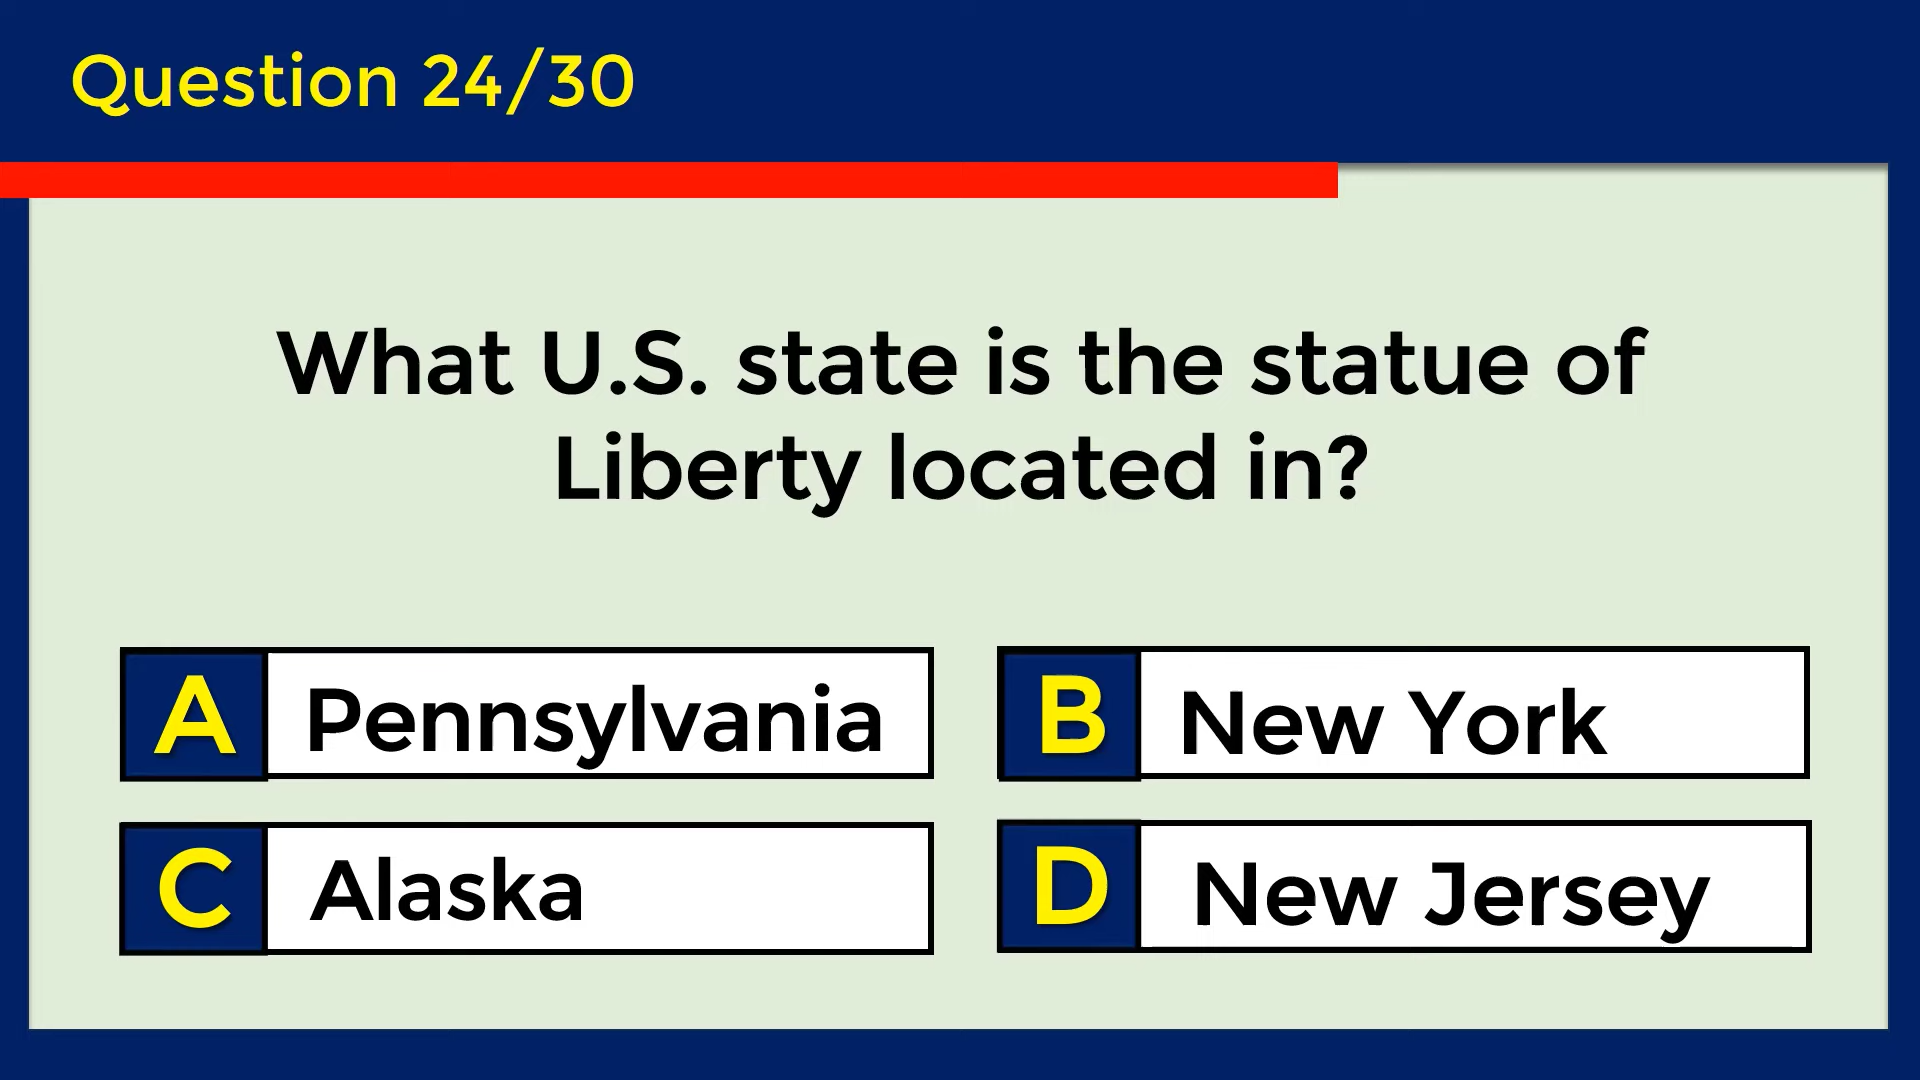 Question 24/30
What U.S. state is the statue of
Liberty located in?
A Pennsylvania
B New York
C Alaska
D New Jersey